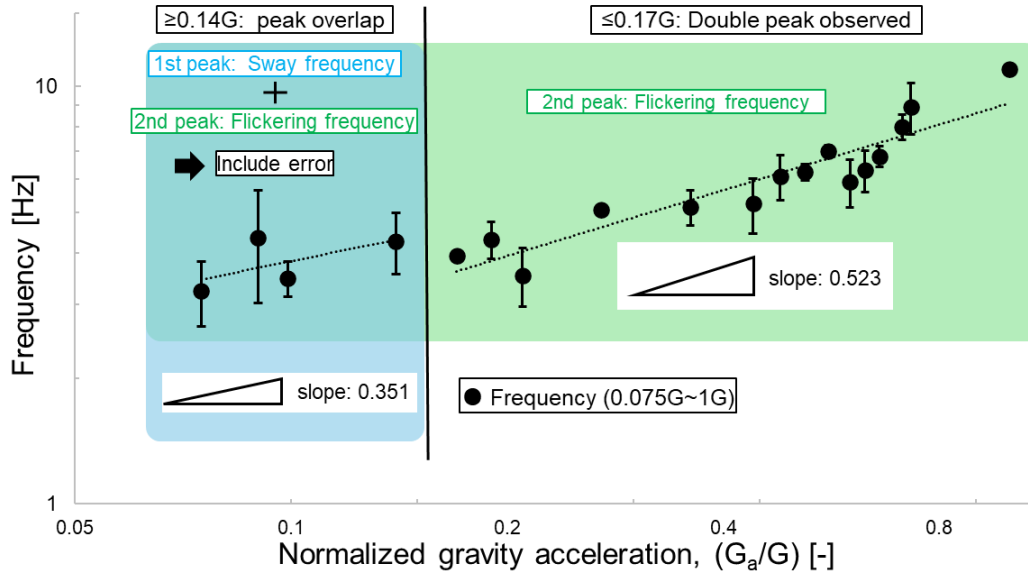 ≥0.14G: peak overlap
≤0.17G: Double peak observed
1st peak: Sway frequency
+
2nd peak: Flickering frequency
Include error
2nd peak: Flickering frequency
slope: 0.523
slope: 0.351
Frequency (0.075G~1G)
Frequency [Hz]
10
1
0.05
0.1
0.2
0.4
0.8
Normalized gravity acceleration, (Gₐ/G) [-]